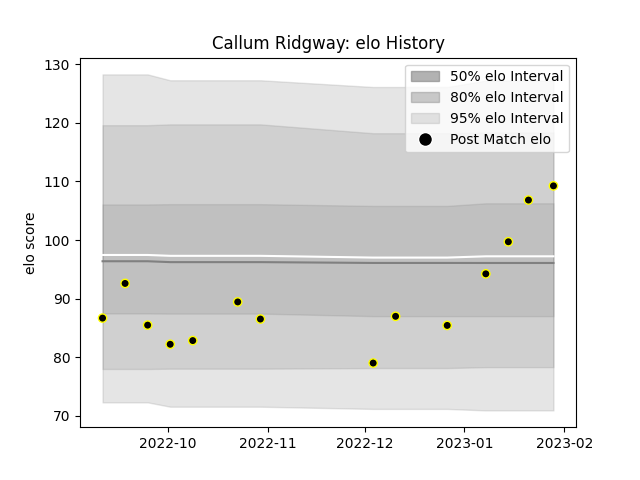 Callum Ridgway: elo History
130
120
110
100
90
80
70
elo score
50% elo Interval
80% elo Interval
95% elo Interval
Post Match elo
2022-10
2022-11
2022-12
2023-01
2023-02